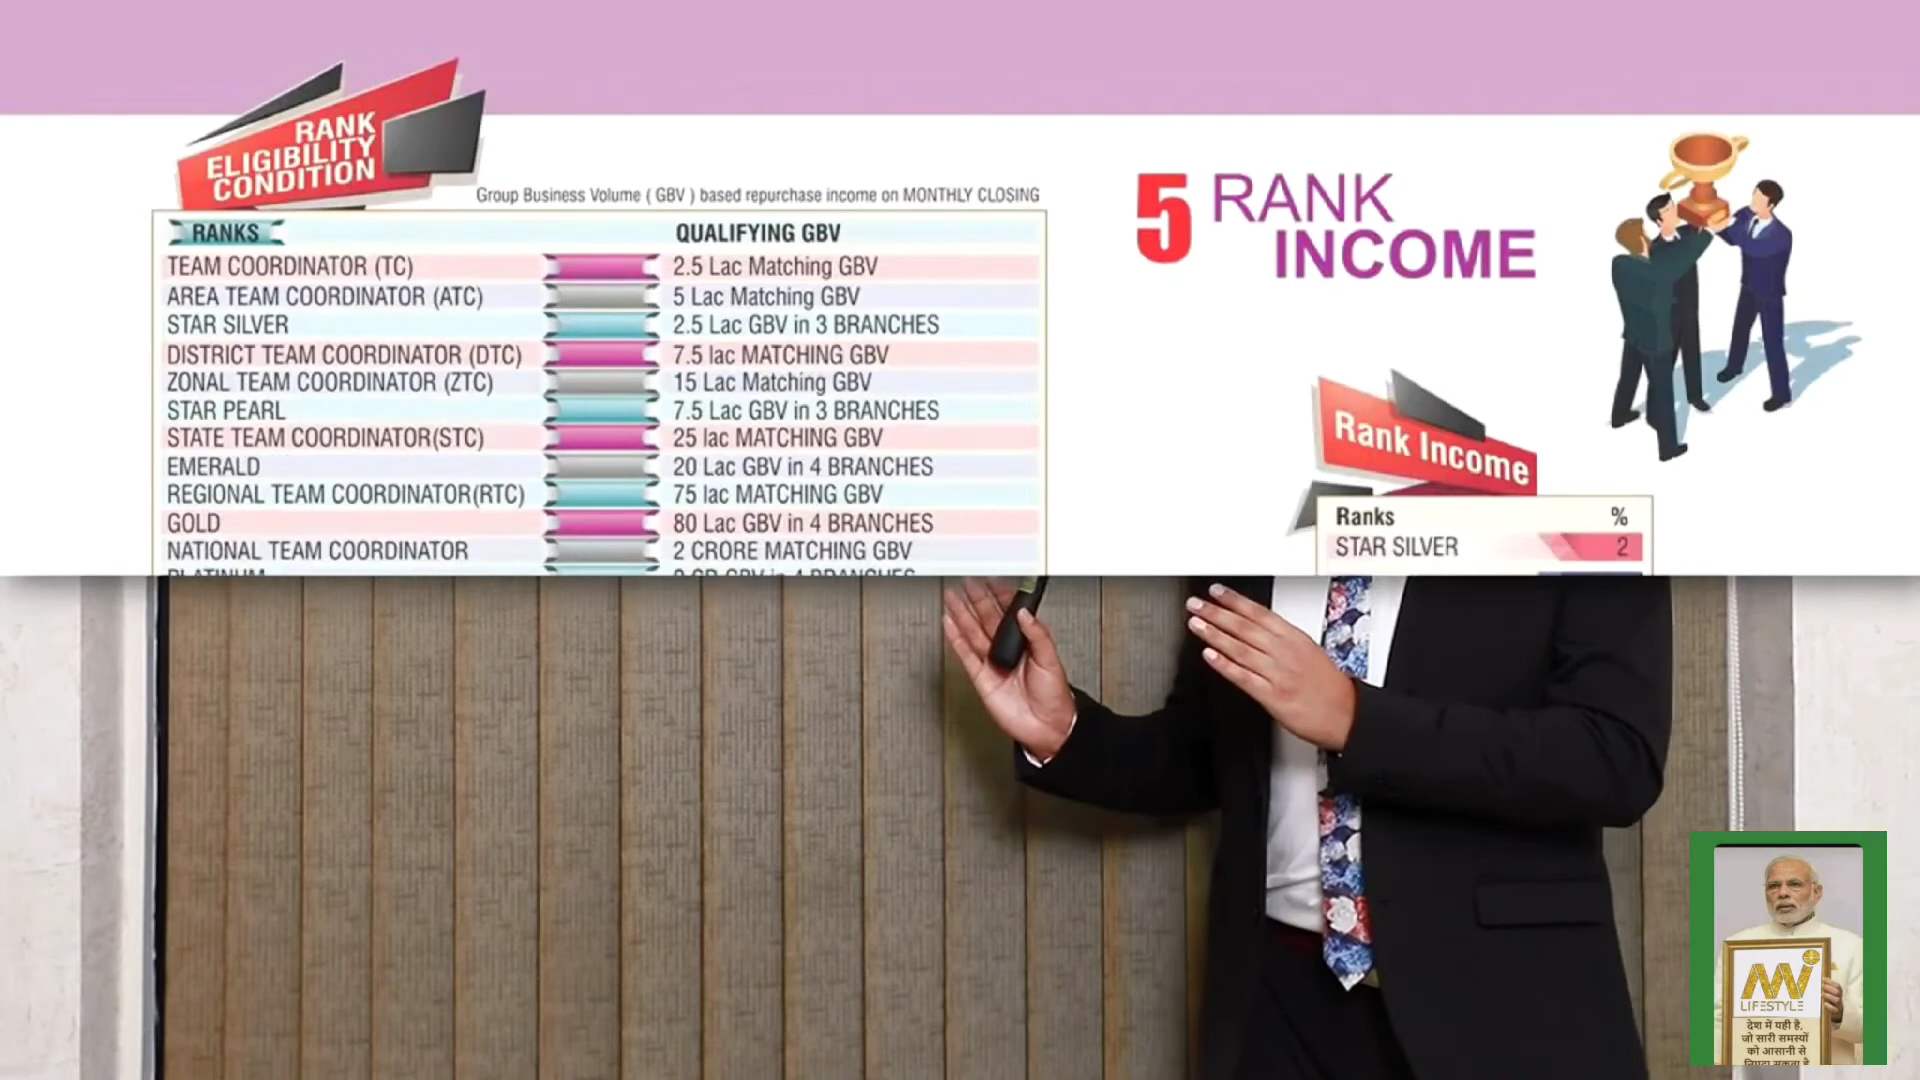 RANK
ELIGIBILITY
CONDITION
Group Business Volume ( GBV ) based repurchase income on MONTHLY CLOSING
RANKS QUALIFYING GBV
TEAM COORDINATOR (TC) 2.5 Lac Matching GBV
AREA TEAM COORDINATOR (ATC) 5 Lac Matching GBV
STAR SILVER 2.5 Lac GBV in 3 BRANCHES
DISTRICT TEAM COORDINATOR (DTC) 7.5 lac MATCHING GBV
ZONAL TEAM COORDINATOR (ZTC) 15 Lac Matching GBV
STAR PEARL 7.5 Lac GBV in 3 BRANCHES
STATE TEAM COORDINATOR(STC) 25 lac MATCHING GBV
EMERALD 20 Lac GBV in 4 BRANCHES
REGIONAL TEAM COORDINATOR(RTC) 75 lac MATCHING GBV
GOLD 80 Lac GBV in 4 BRANCHES
NATIONAL TEAM COORDINATOR 2 CRORE MATCHING GBV
5 RANK
INCOME
Rank Income
Ranks %
STAR SILVER 2
LIFESTYLE
देश में यही है,
जो सारी समस्यों
को आसानी से